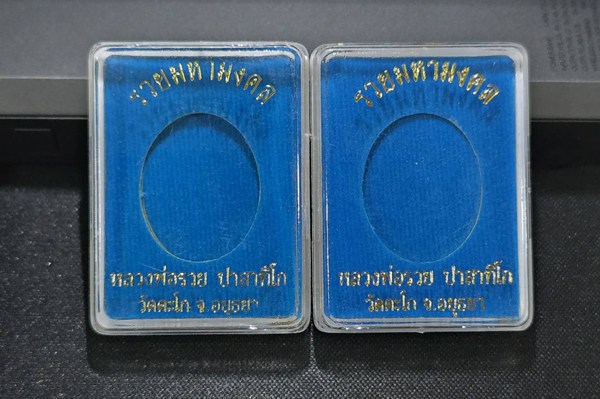 รวยมหามงคล
หลวงพ่อรวย ปาสาทิโก
วัดตะโก จ.อยุธยา
รวยมหามงคล
หลวงพ่อรวย ปาสาทิโก
วัดตะโก จ.อยุธยา